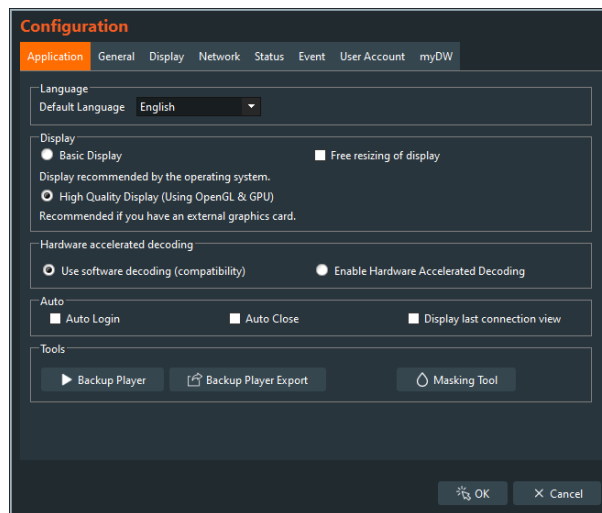 Configuration
Application General Display Network Status Event User Account myDW
Language
Default Language English
Display
Basic Display Free resizing of display
Display recommended by the operating system.
High Quality Display (Using OpenGL & GPU)
Recommended if you have an external graphics card.
Hardware accelerated decoding
Use software decoding (compatibility) Enable Hardware Accelerated Decoding
Auto
Auto Login Auto Close Display last connection view
Tools
Backup Player Backup Player Export Masking Tool
OK Cancel